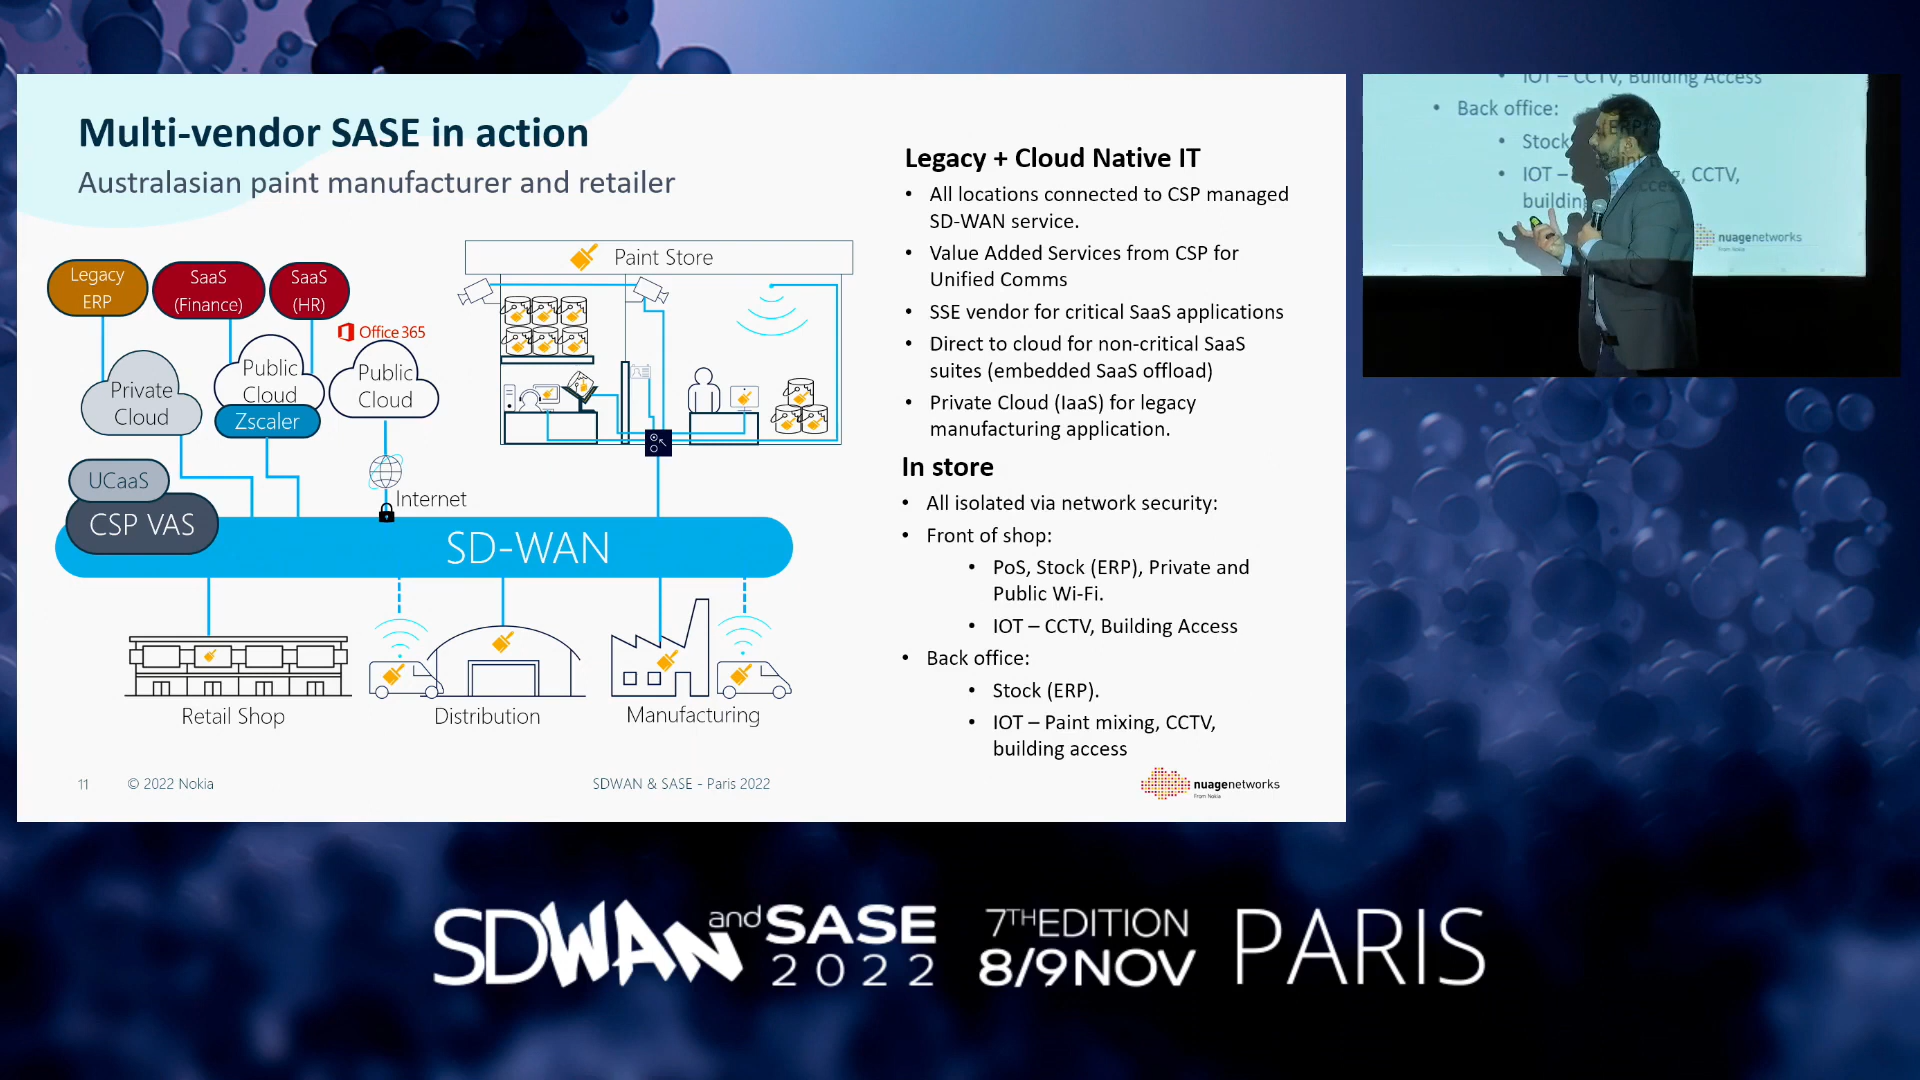 Multi-vendor SASE in action
Australasian paint manufacturer and retailer
Legacy
ERP
SaaS
(Finance)
SaaS
(HR)
Office 365
Private
Cloud
Public
Cloud
Zscaler
Public
Cloud
UCaaS
CSP VAS
Internet
SD-WAN
Paint Store
Retail Shop
Distribution
Manufacturing
Legacy + Cloud Native IT
• All locations connected to CSP managed
SD-WAN service.
• Value Added Services from CSP for
Unified Comms
• SSE vendor for critical SaaS applications
• Direct to cloud for non-critical SaaS
suites (embedded SaaS offload)
• Private Cloud (IaaS) for legacy
manufacturing application.
In store
• All isolated via network security:
• Front of shop:
• PoS, Stock (ERP), Private and
Public Wi-Fi.
• IOT – CCTV, Building Access
• Back office:
• Stock (ERP).
• IOT – Paint mixing, CCTV,
building access
11
© 2022 Nokia
SDWAN & SASE - Paris 2022
nuagenetworks
From Nokia
• IOT – CCTV, Building Access
• Back office:
• Stock
• IOT –
, CCTV,
building
nuagenetworks
SDWAN and SASE
2022
7TH EDITION
8/9NOV
PARIS